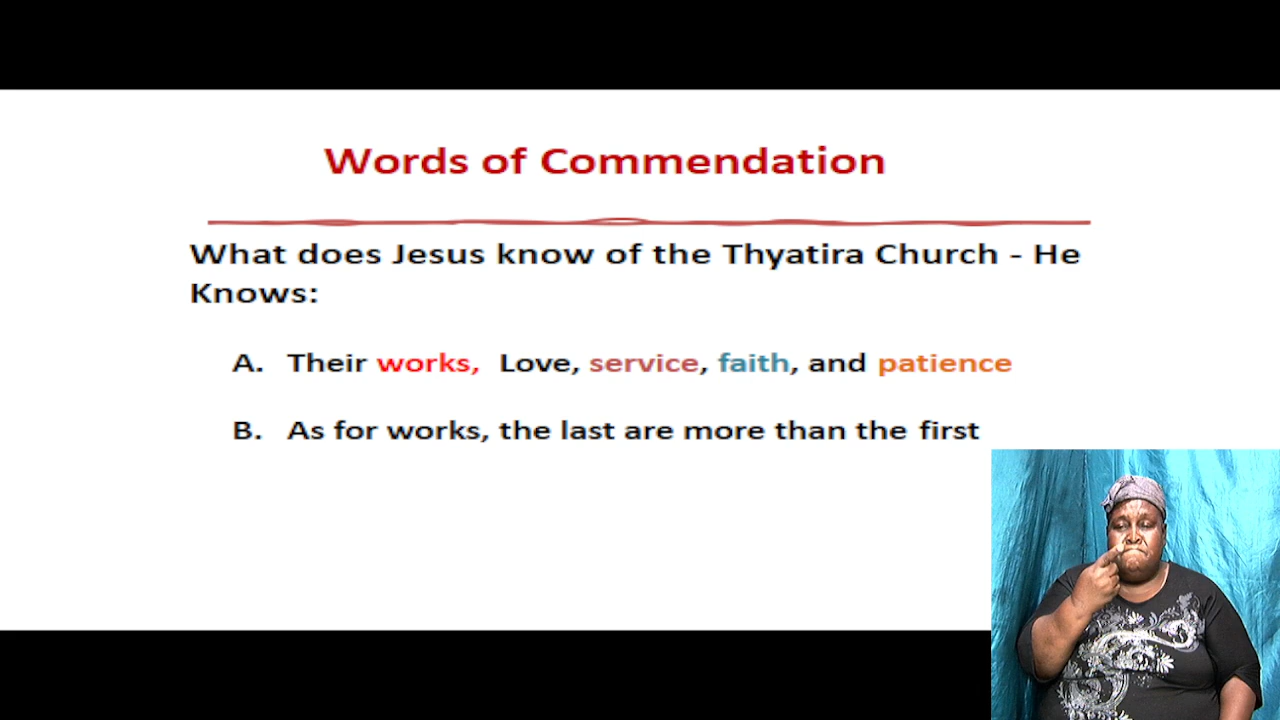 Words of Commendation
What does Jesus know of the Thyatira Church - He
Knows:
A. Their works, Love, service, faith, and patience
B. As for works, the last are more than the first